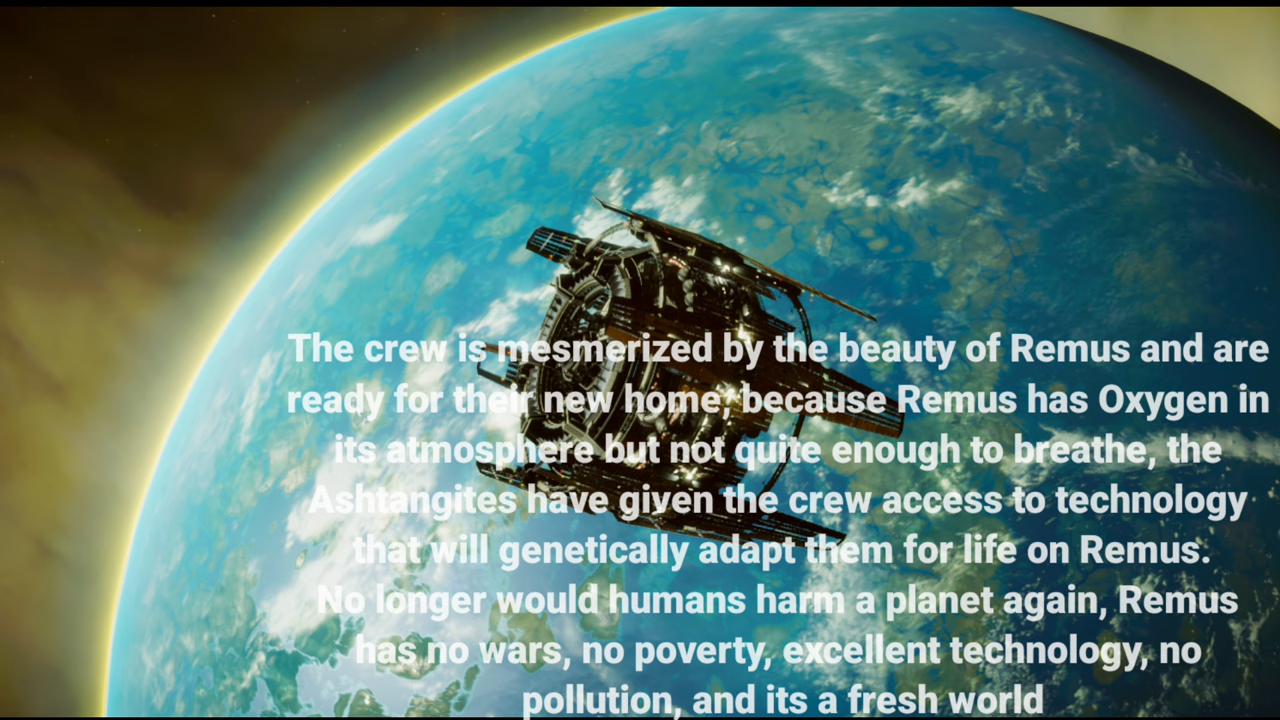 The crew is mesmerized by the beauty of Remus and are
ready for their new home, because Remus has Oxygen in
its atmosphere but not quite enough to breathe, the
Ashtangites have given the crew access to technology
that will genetically adapt them for life on Remus.
No longer would humans harm a planet again, Remus
has no wars, no poverty, excellent technology, no
pollution, and its a fresh world